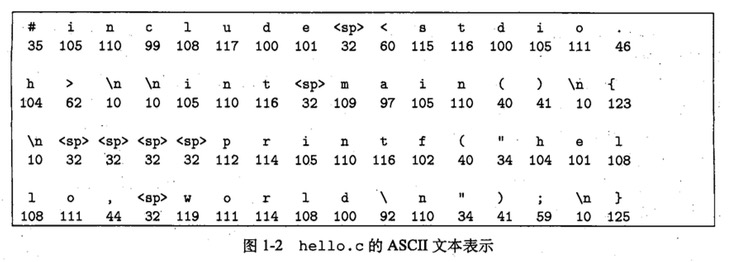 # i n c l u d e <sp> < s t d i o .
35 105 110 99 108 117 100 101 32 60 115 116 100 105 111 46
h > \n \n i n t <sp> m a i n ( ) \n {
104 62 10 10 105 110 116 32 109 97 105 110 40 41 10 123
\n <sp> <sp> <sp> <sp> p r i n t f ( " h e l
10 32 32 32 32 112 114 105 110 116 102 40 34 104 101 108
l o , <sp> w o r l d \ n " ) ; \n }
108 111 44 32 119 111 114 108 100 92 110 34 41 59 10 125
图 1-2 hello.c 的 ASCII 文本表示